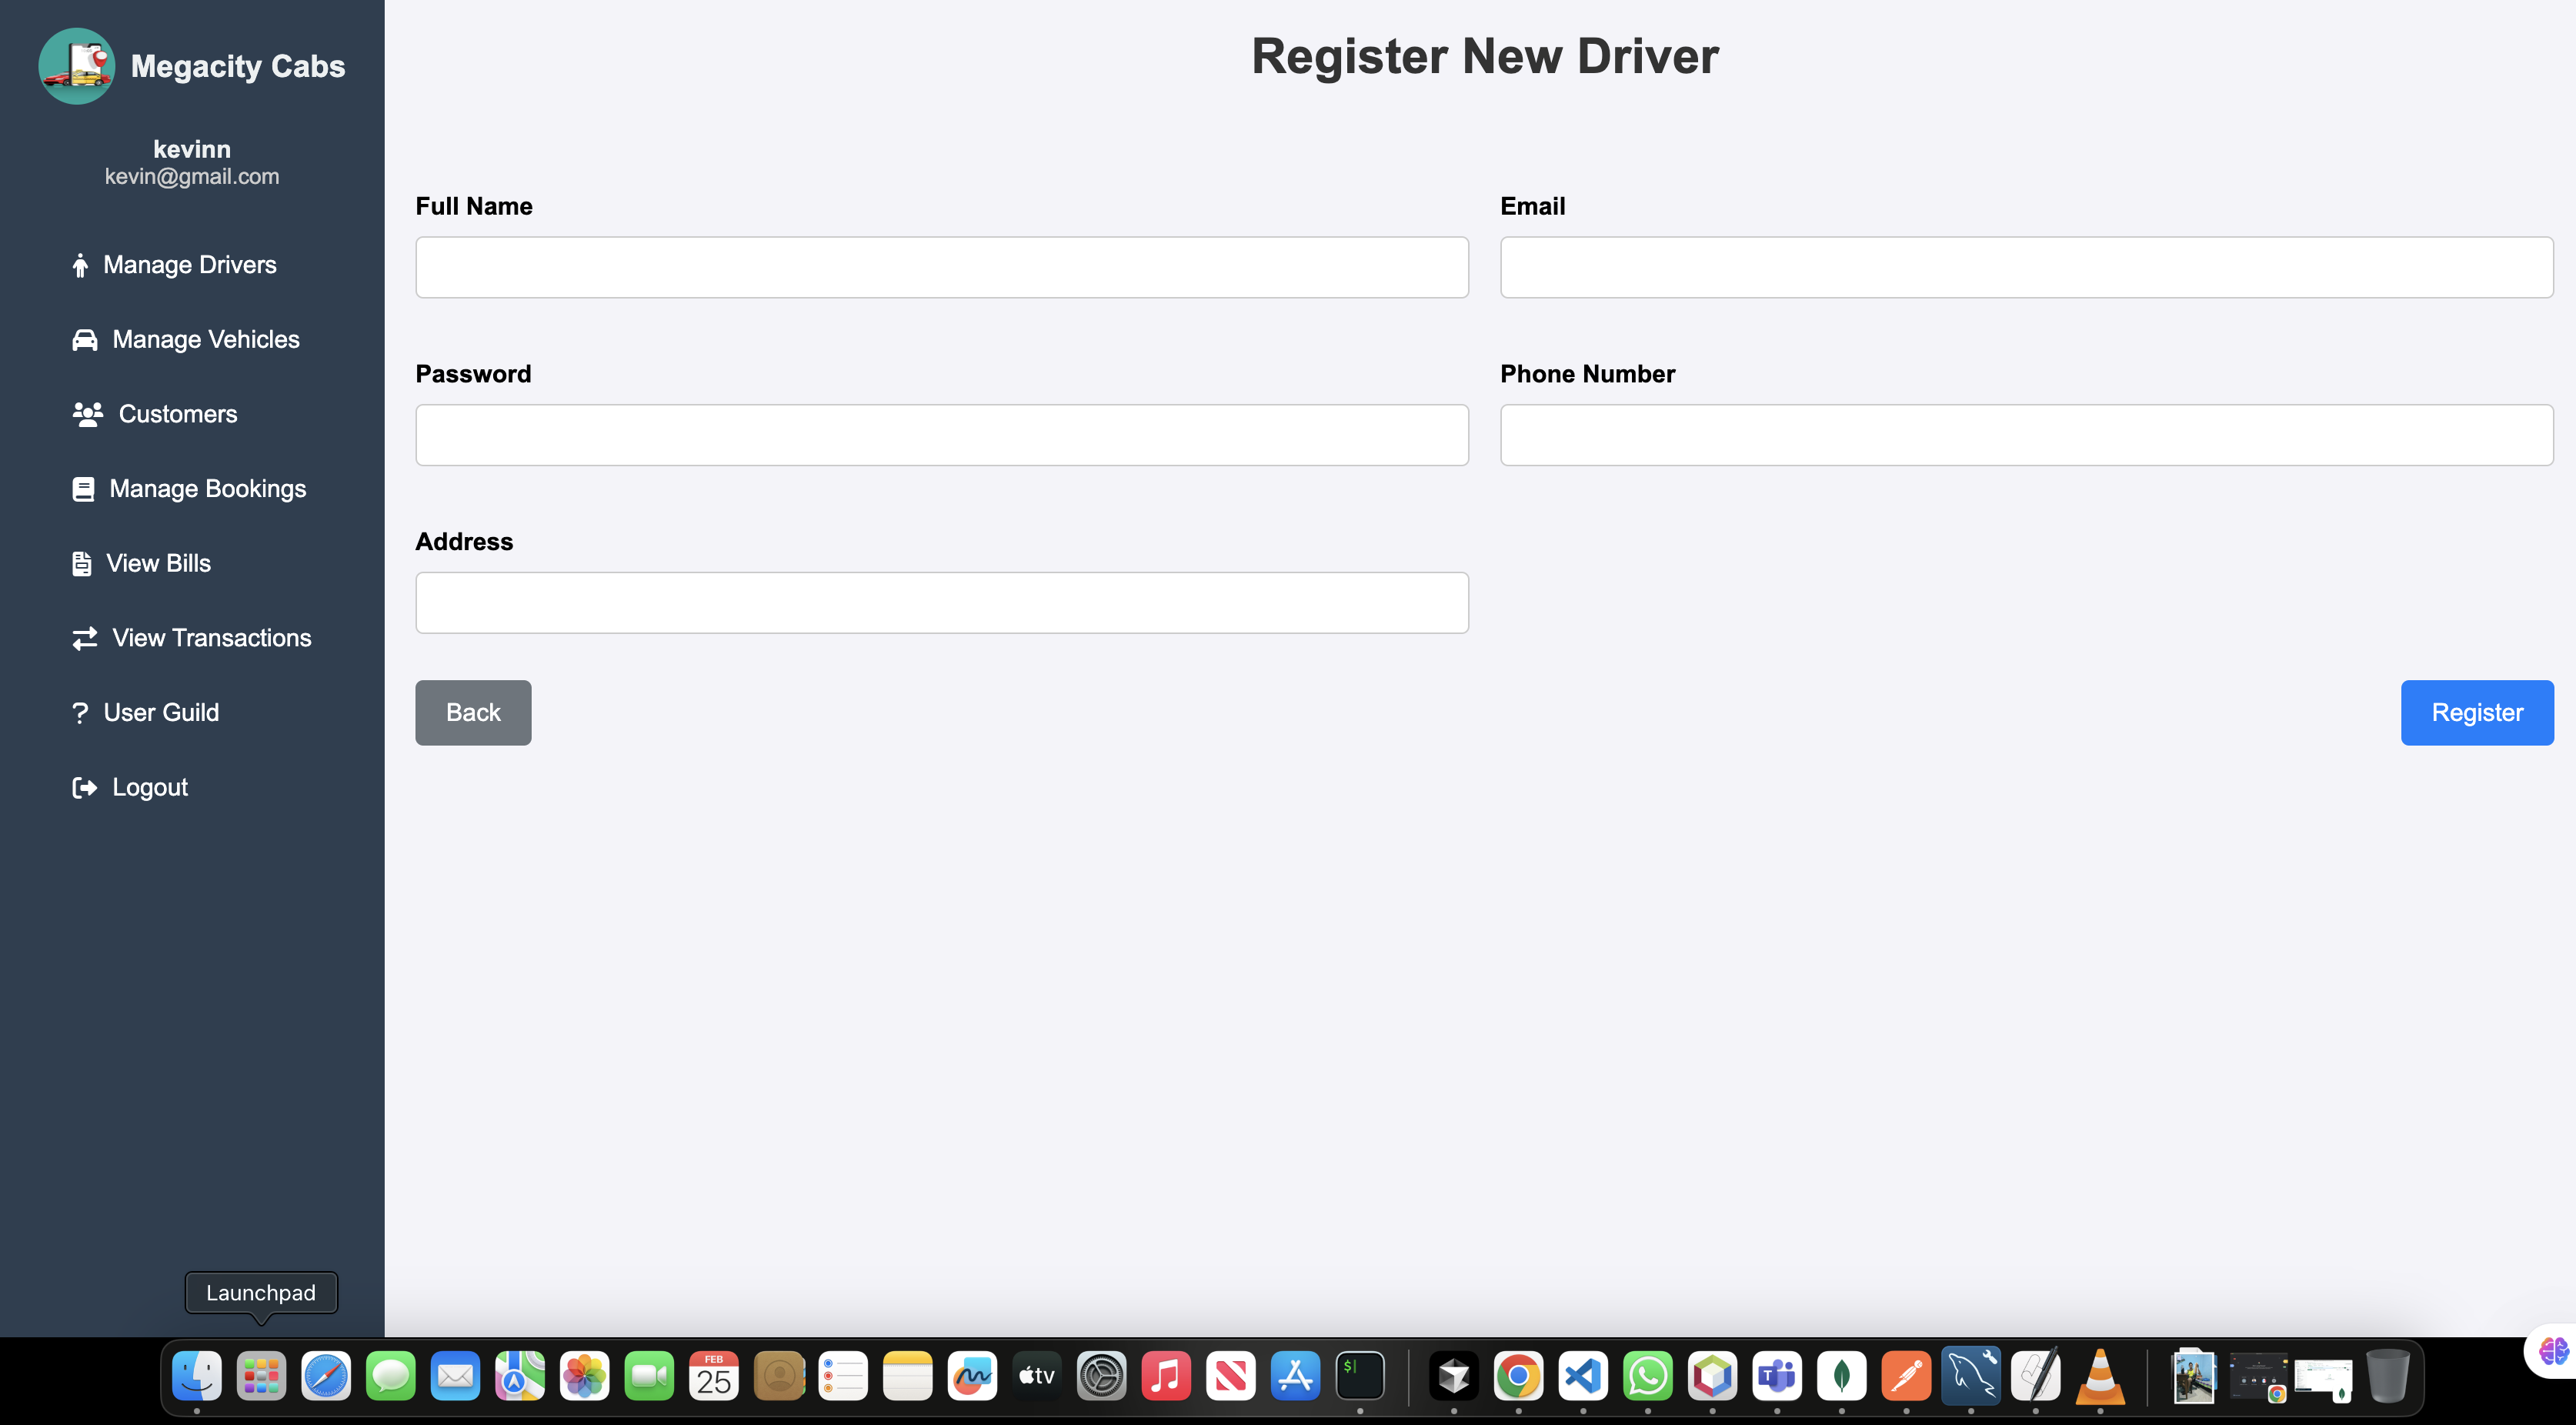 Megacity Cabs
kevinn
kevin@gmail.com
Manage Drivers
Manage Vehicles
Customers
Manage Bookings
View Bills
View Transactions
? User Guild
Logout
Register New Driver
Full Name
Email
Password
Phone Number
Address
Back
Register
Launchpad
FEB
25
tv
$
T